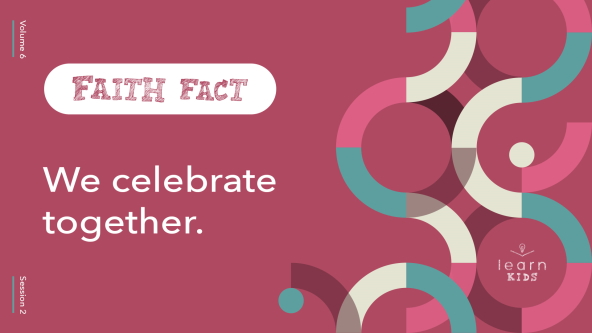 Volume 6
FAITH FACT
We celebrate
together.
learn
KIDS
Session 2